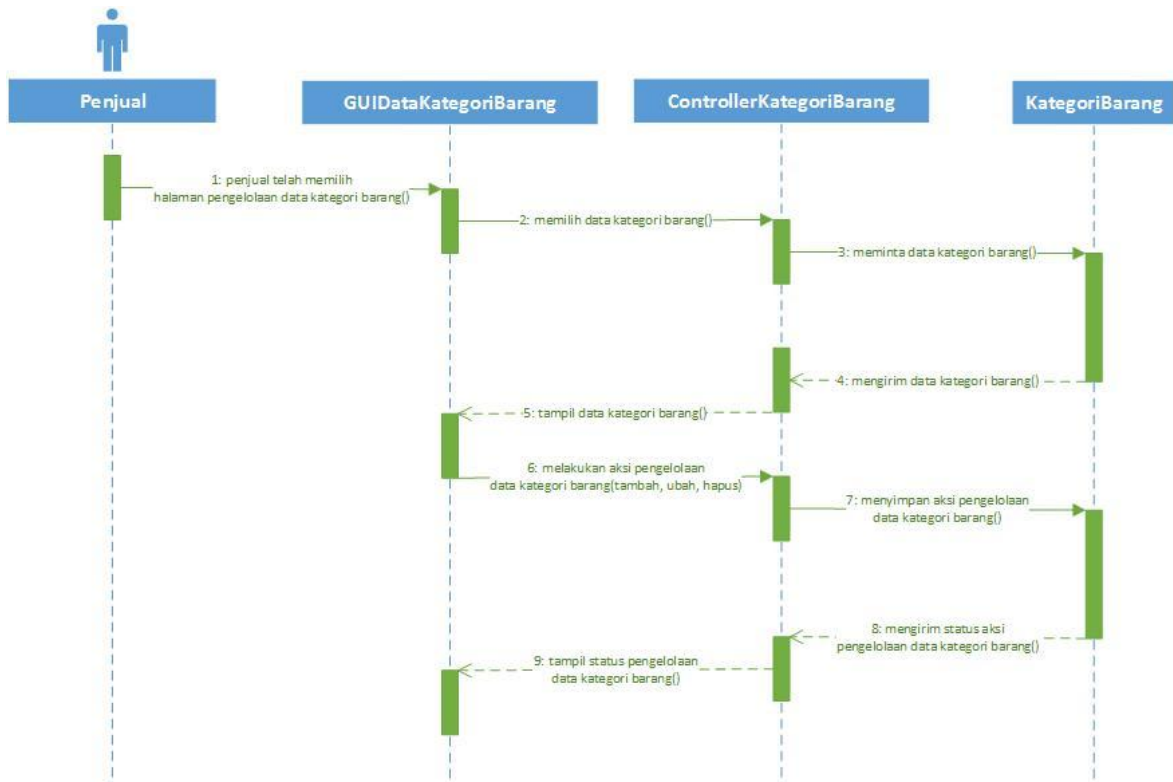 Penjual
GUIDataKategoriBarang
ControllerKategoriBarang
KategoriBarang
1: penjual telah memilih
halaman pengelolaan data kategori barang()
2: memilih data kategori barang()
3: meminta data kategori barang()
4: mengirim data kategori barang()
5: tampil data kategori barang()
6: melakukan aksi pengelolaan
data kategori barang(tambah, ubah, hapus)
7: menyimpan aksi pengelolaan
data kategori barang()
8: mengirim status aksi
pengelolaan data kategori barang()
9: tampil status pengelolaan
data kategori barang()